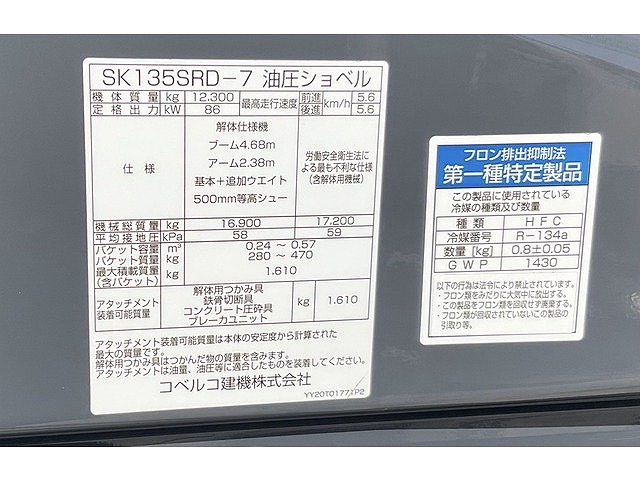 SK135SRD-7 油圧ショベル
機体質量 kg 12,300 最高走行速度 前進 km/h 5.6
定格出力 kW 86 後進 5.6
仕様
解体仕様機
ブーム4.68m
アーム2.38m
基本+追加ウエイト
500mm等高シュー
労働安全衛生法に
よる最も不利な仕様
(含解体用機械)
機械総質量 kg 16,900 17,200
平均接地圧 kPa 58 59
バケット容量 m³ 0.24 ~ 0.57
バケット質量 kg 280 ~ 470
最大積載質量
(含バケット) kg 1,610
アタッチメント
装着可能質量
解体用つかみ具
鉄骨切断具
コンクリート圧砕具
ブレーカユニット
kg 1,610
アタッチメント装着可能質量は本体の安定度から計算された
最大の質量です。
解体用つかみ具はつかんだ物の質量を含みます。
アタッチメントは油量、油圧等に適合したものを装着してください。
コベルコ建機株式会社
YY20T01771P2
フロン排出抑制法
第一種特定製品
この製品に使用されている
冷媒の種類及び数量
種類 HFC
冷媒番号 R-134a
数量[kg] 0.8±0.05
GWP 1430
以下の行為は法令により禁止されています。
・フロン類をみだりに大気中に放出する。
・この製品をフロン類を回収せず廃棄する。
・フロン類が回収されていないこの製品の
引取り等。